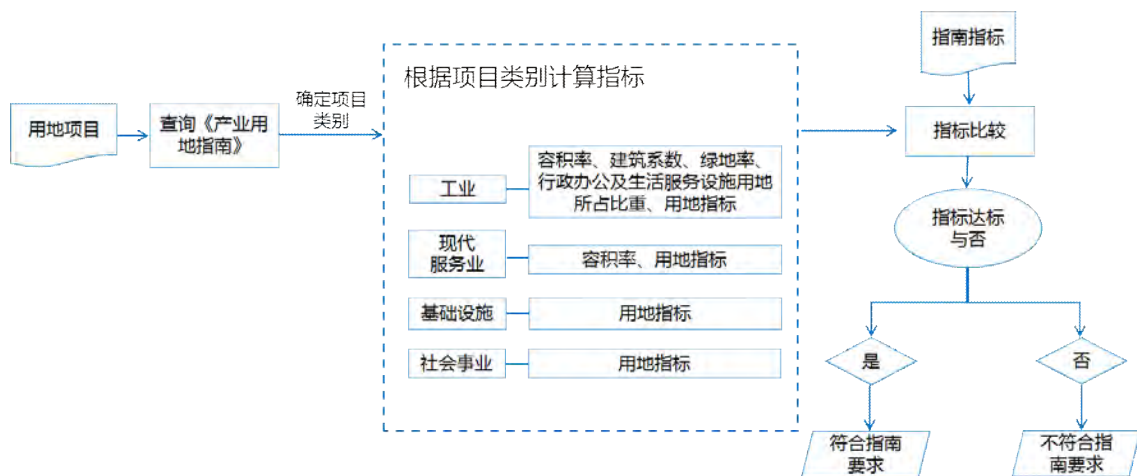 用地项目
查询《产业用
地指南》
确定项目
类别
根据项目类别计算指标
工业
容积率、建筑系数、绿地率、
行政办公及生活服务设施用地
所占比重、用地指标
现代
服务业
容积率、用地指标
基础设施
用地指标
社会事业
用地指标
指南指标
指标比较
指标达标
与否
是
否
符合指南
要求
不符合指
南要求